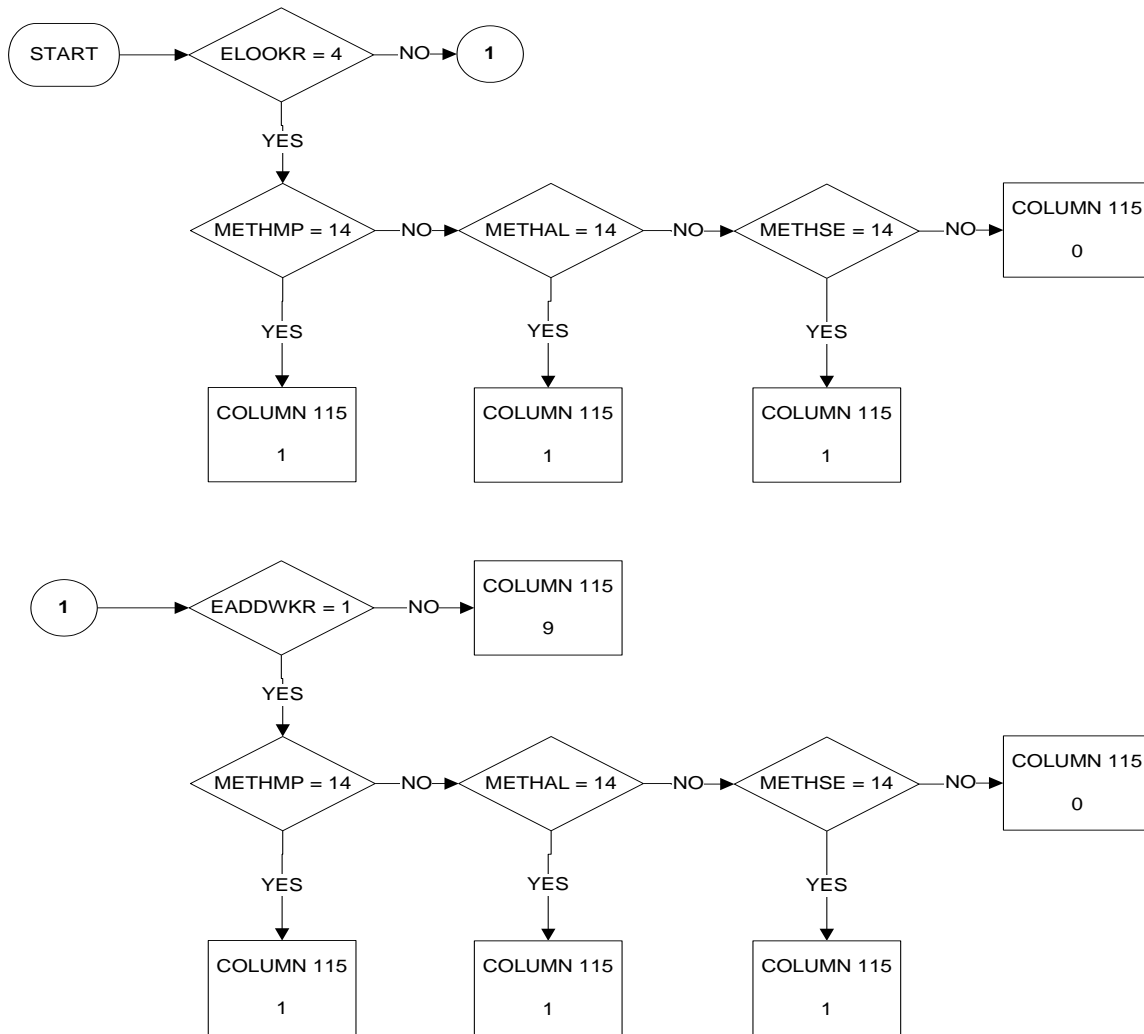 START
ELOOKR = 4
NO
1
YES
METHMP = 14
NO
METHAL = 14
NO
METHSE = 14
NO
COLUMN 115
0
YES
YES
YES
COLUMN 115
1
COLUMN 115
1
COLUMN 115
1
1
EADDWKR = 1
NO
COLUMN 115
9
YES
METHMP = 14
NO
METHAL = 14
NO
METHSE = 14
NO
COLUMN 115
0
YES
YES
YES
COLUMN 115
1
COLUMN 115
1
COLUMN 115
1